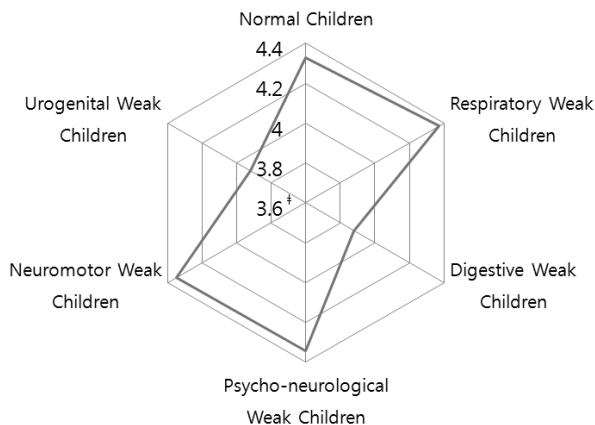 Normal Children
4.4
4.2
4
3.8
3.6
‡
Urogenital Weak
Children
Respiratory Weak
Children
Neuromotor Weak
Children
Digestive Weak
Children
Psycho-neurological
Weak Children